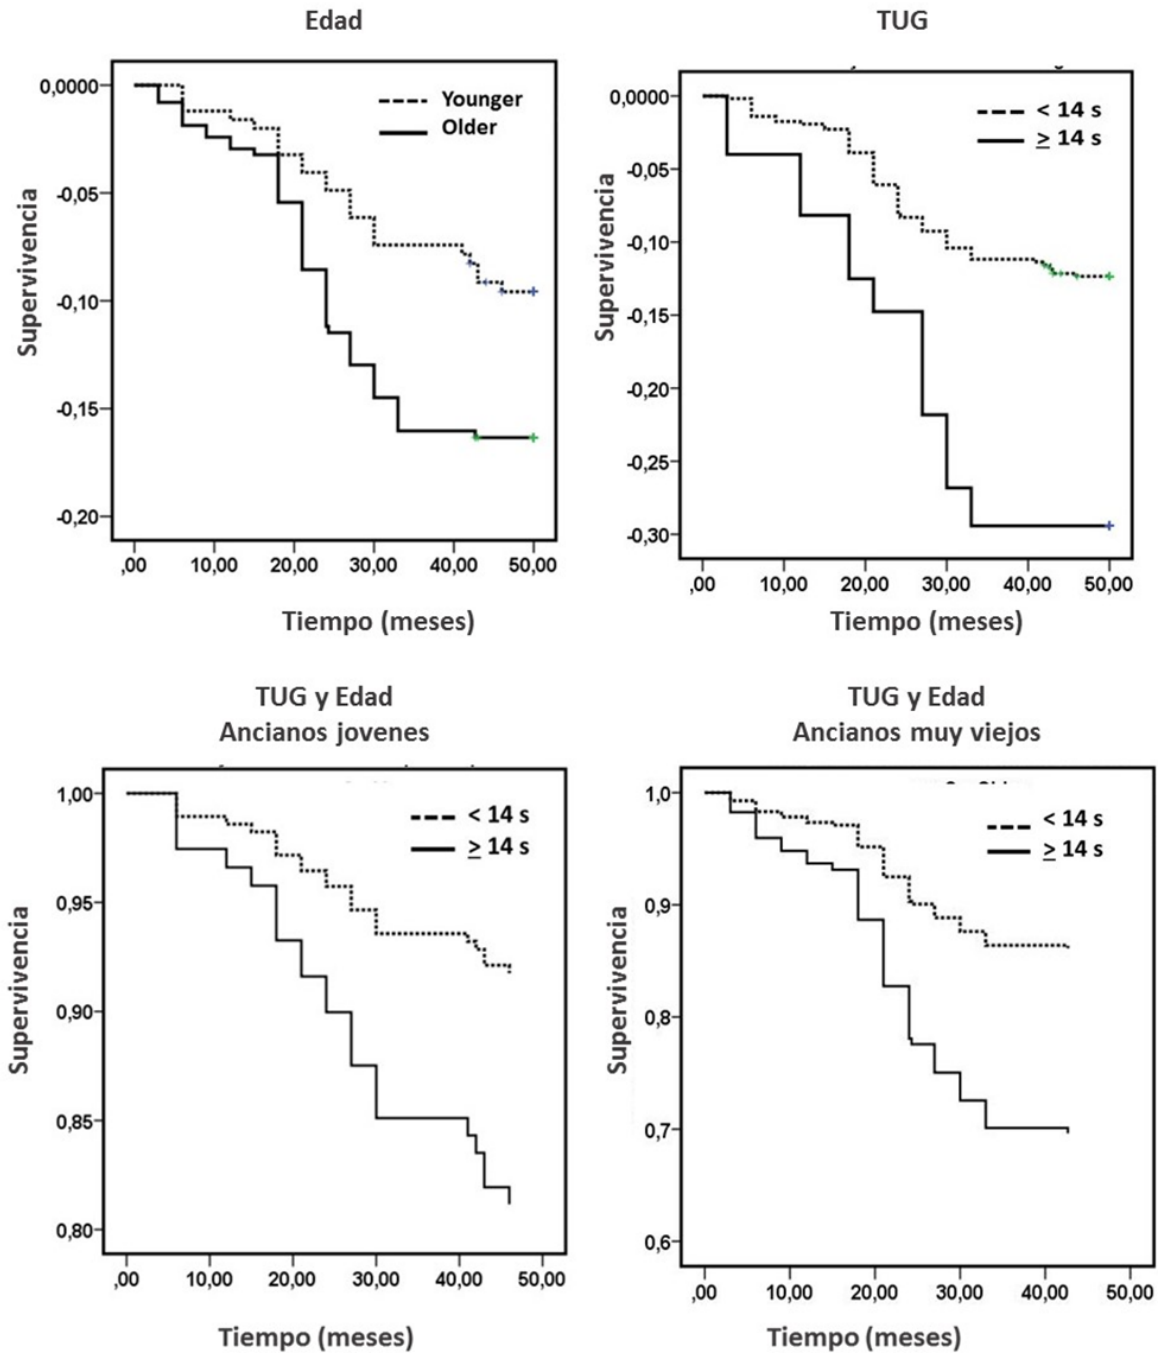 Edad
0,0000
-0,05
-0,10
-0,15
-0,20
Supervivencia
Younger
Older
,00 10,00 20,00 30,00 40,00 50,00
Tiempo (meses)
TUG
0,0000
-0,05
-0,10
-0,15
-0,20
-0,25
-0,30
Supervivencia
< 14 s
≥ 14 s
,00 10,00 20,00 30,00 40,00 50,00
Tiempo (meses)
TUG y Edad
Ancianos jovenes
1,00
0,95
0,90
0,85
0,80
Supervivencia
< 14 s
≥ 14 s
,00 10,00 20,00 30,00 40,00 50,00
Tiempo (meses)
TUG y Edad
Ancianos muy viejos
1,0
0,9
0,8
0,7
0,6
Supervivencia
< 14 s
≥ 14 s
,00 10,00 20,00 30,00 40,00 50,00
Tiempo (meses)